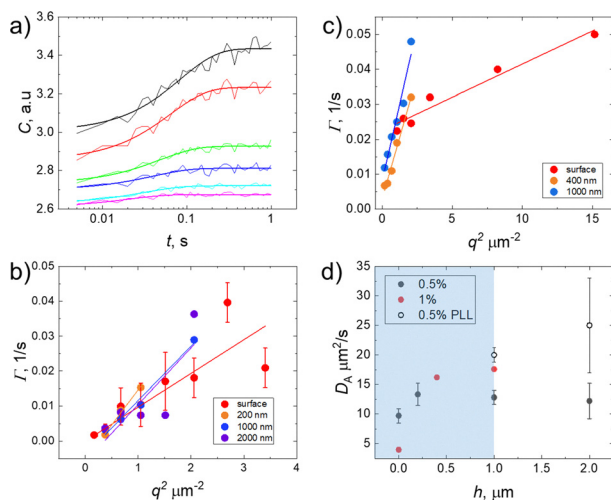 a)
3.6
3.4
3.2
3.0
2.8
2.6
C, a.u
0.01
0.1
1
t, s
c)
0.05
0.04
0.03
0.02
0.01
0.00
Γ, 1/s
0
5
10
15
q² μm⁻²
surface
400 nm
1000 nm
b)
0.05
0.04
0.03
0.02
0.01
0.00
Γ, 1/s
0
1
2
3
4
q² μm⁻²
surface
200 nm
1000 nm
2000 nm
d)
35
30
25
20
15
10
5
D_A μm²/s
0.0
0.5
1.0
1.5
2.0
h, μm
0.5%
1%
0.5% PLL